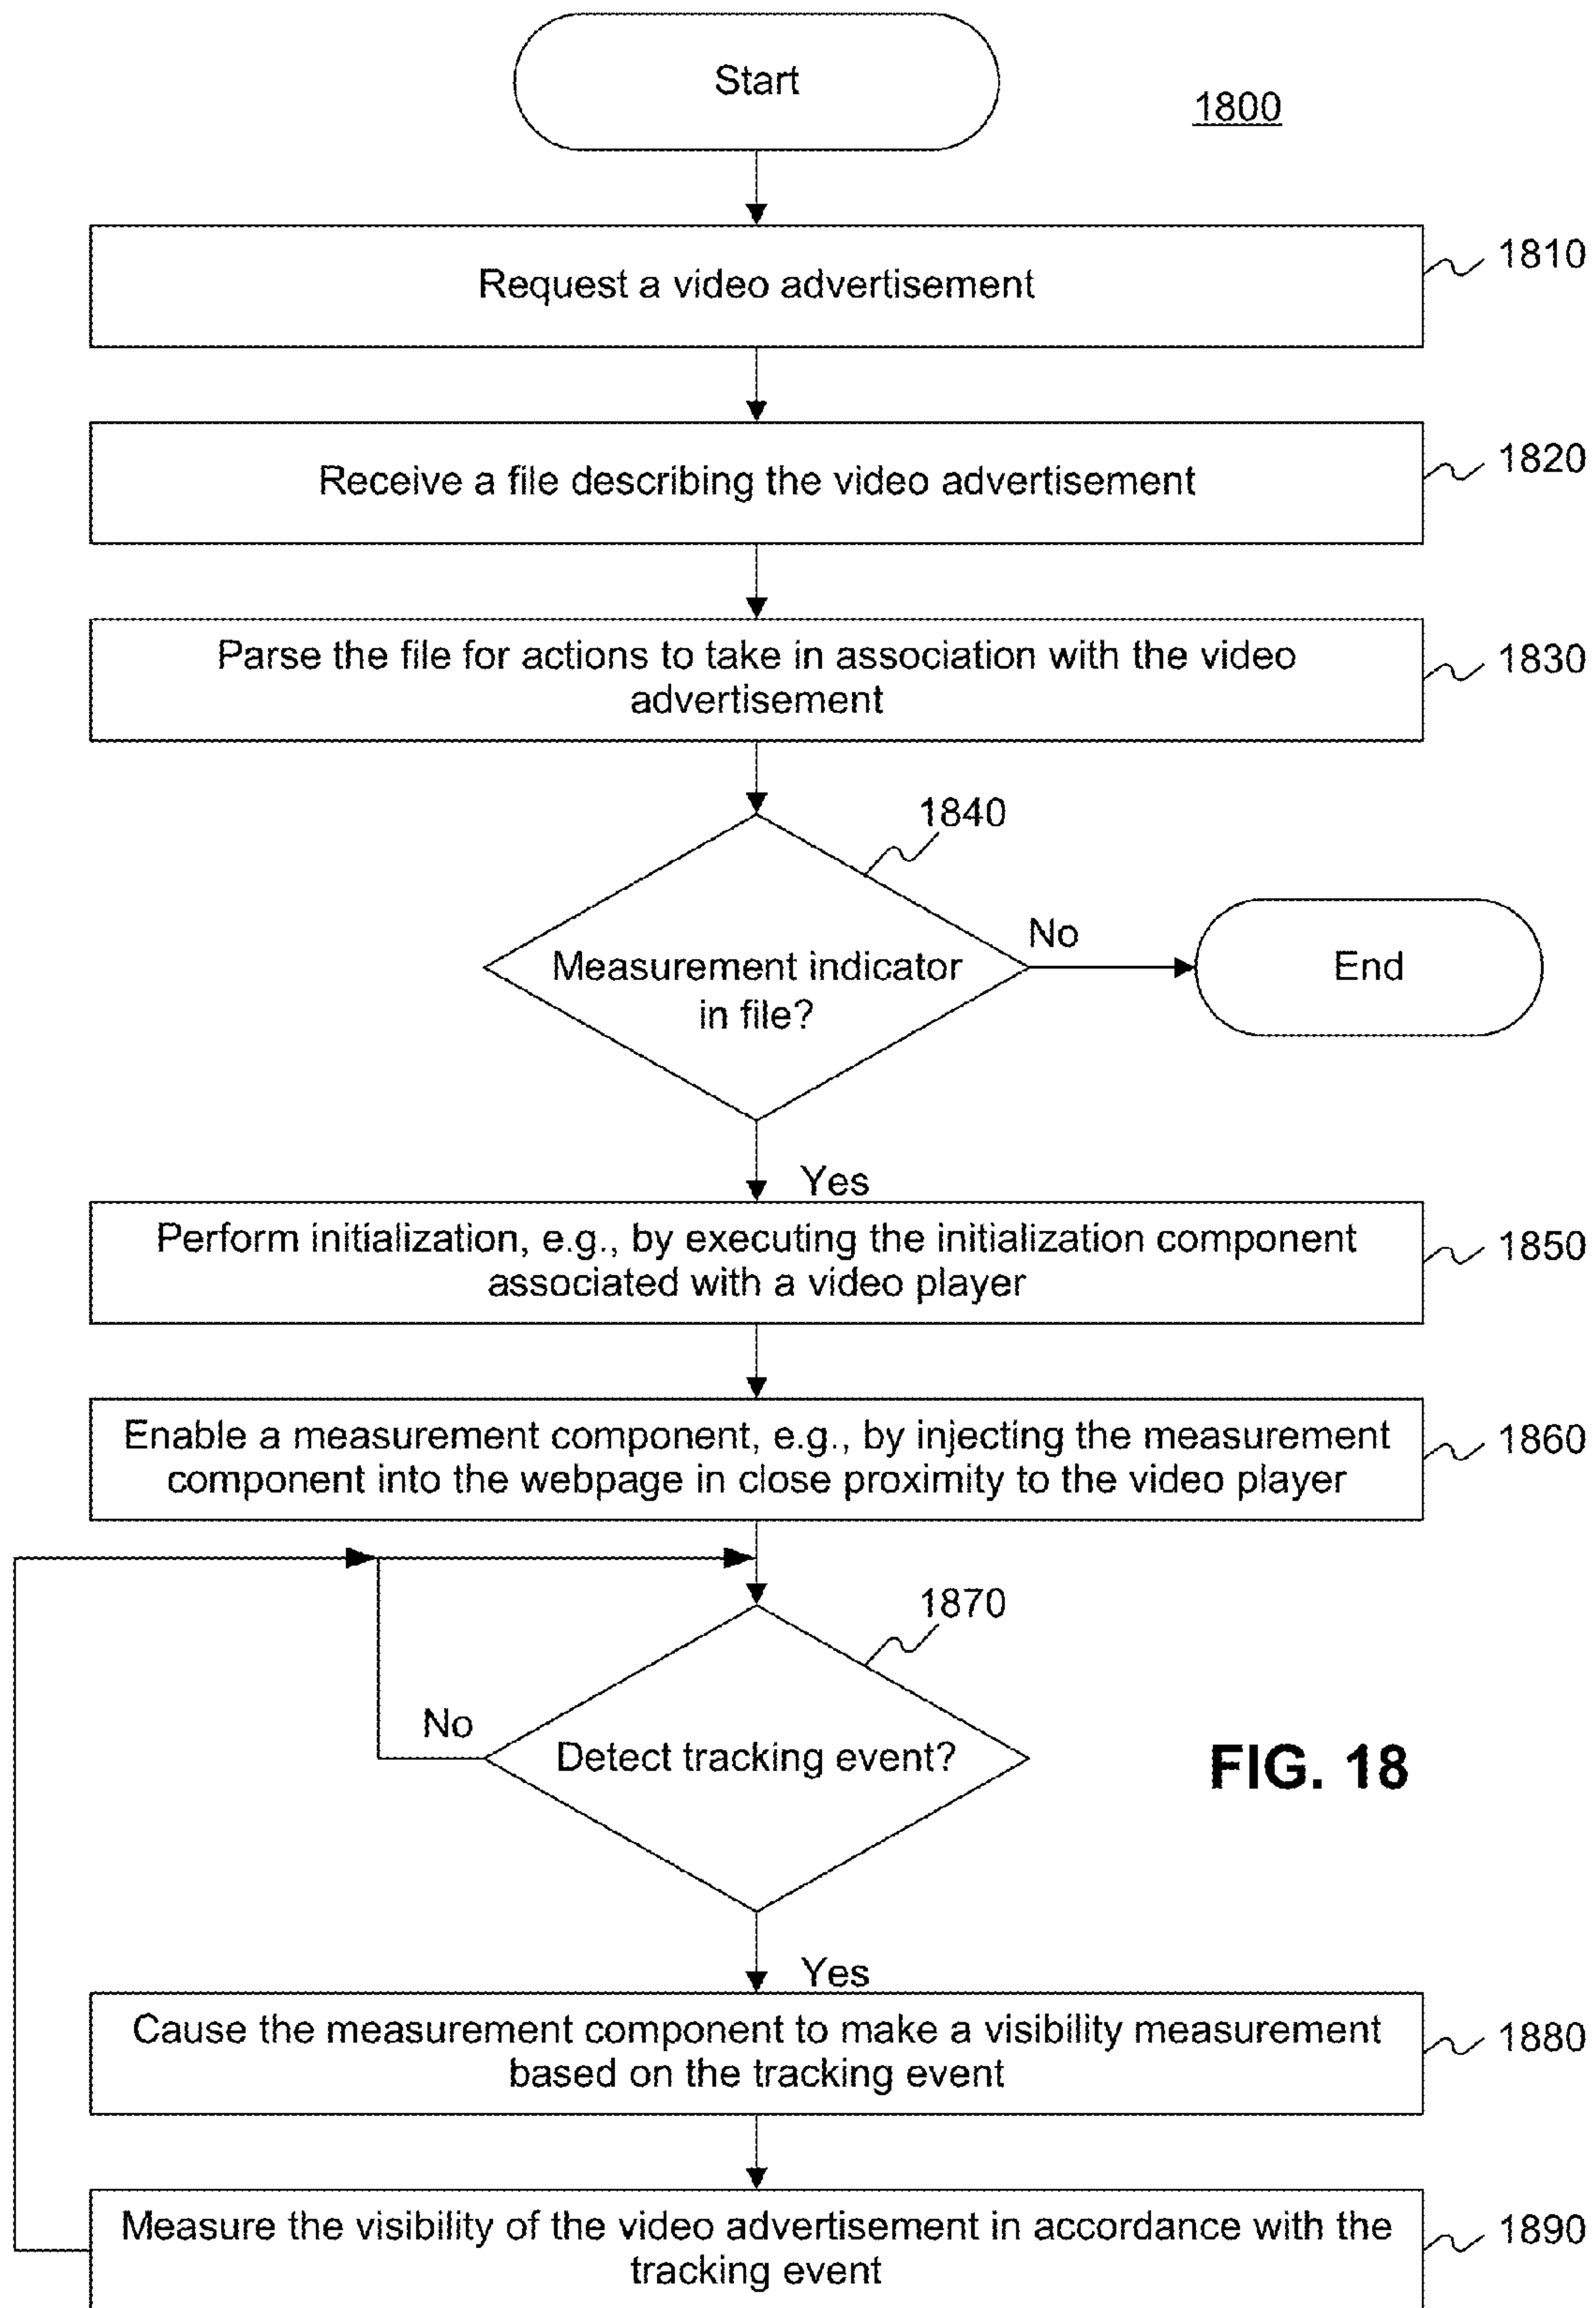 Start
1800
Request a video advertisement
1810
Receive a file describing the video advertisement
1820
Parse the file for actions to take in association with the video
advertisement
1830
1840
Measurement indicator
in file?
No
End
Yes
Perform initialization, e.g., by executing the initialization component
associated with a video player
1850
Enable a measurement component, e.g., by injecting the measurement
component into the webpage in close proximity to the video player
1860
1870
No
Detect tracking event?
FIG. 18
Yes
Cause the measurement component to make a visibility measurement
based on the tracking event
1880
Measure the visibility of the video advertisement in accordance with the
tracking event
1890